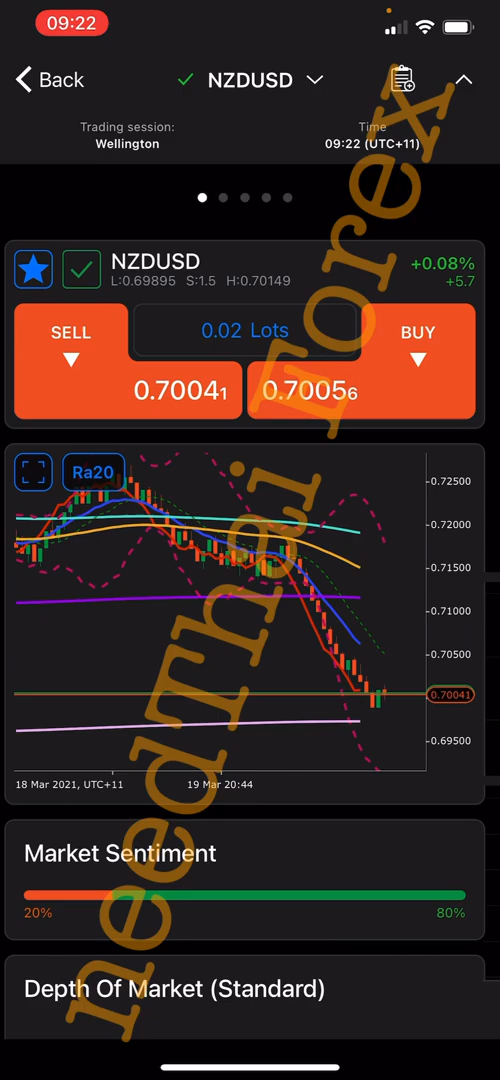 09:22
Back
NZDUSD
Trading session:
Wellington
Time
09:22 (UTC+11)
NZDUSD
L:0.69895 S:1.5 H:0.70149
+0.08%
+5.7
SELL
0.02 Lots
BUY
0.70041
0.70056
Ra20
0.72500
0.72000
0.71500
0.71000
0.70500
0.70041
0.69500
18 Mar 2021, UTC+11
19 Mar 20:44
Market Sentiment
20%
80%
Depth Of Market (Standard)
needThai Forex